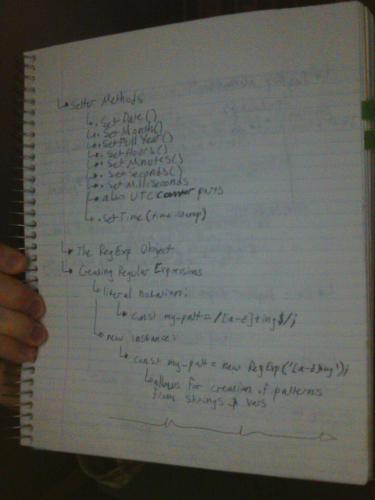 ↳ Setter Methods
↳ .SetDate()
↳ .SetMonth()
↳ .SetFullYear()
↳ .SetHours()
↳ .SetMinutes()
↳ .SetSeconds()
↳ .SetMilliseconds
↳ also UTC counter parts
↳ .SetTime(timestamp)
↳ The RegExp Object
↳ Creating Regular Expressions
↳ literal notation:
↳ const my_patt = /[a-z]+ing$/;
↳ new instance:
↳ const my_patt = new RegExp('[a-z]+ing');
↳ allows for creation of patterns
from strings & vars